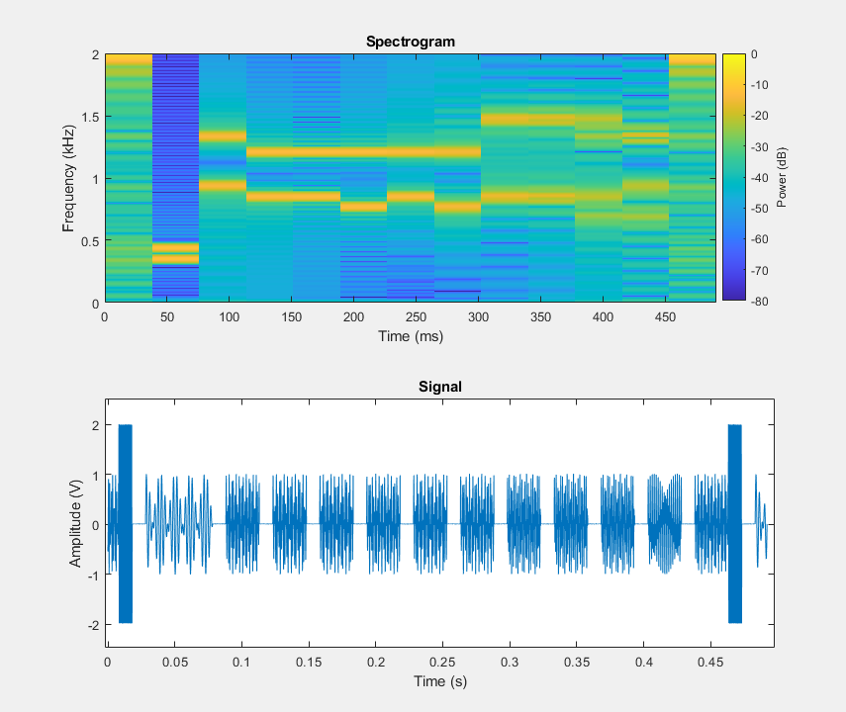 Spectrogram
2
1.5
1
0.5
0
Frequency (kHz)
0 50 100 150 200 250 300 350 400 450
Time (ms)
0
-10
-20
-30
-40
-50
-60
-70
-80
Power (dB)
Signal
2
1
0
-1
-2
Amplitude (V)
0 0.05 0.1 0.15 0.2 0.25 0.3 0.35 0.4 0.45
Time (s)